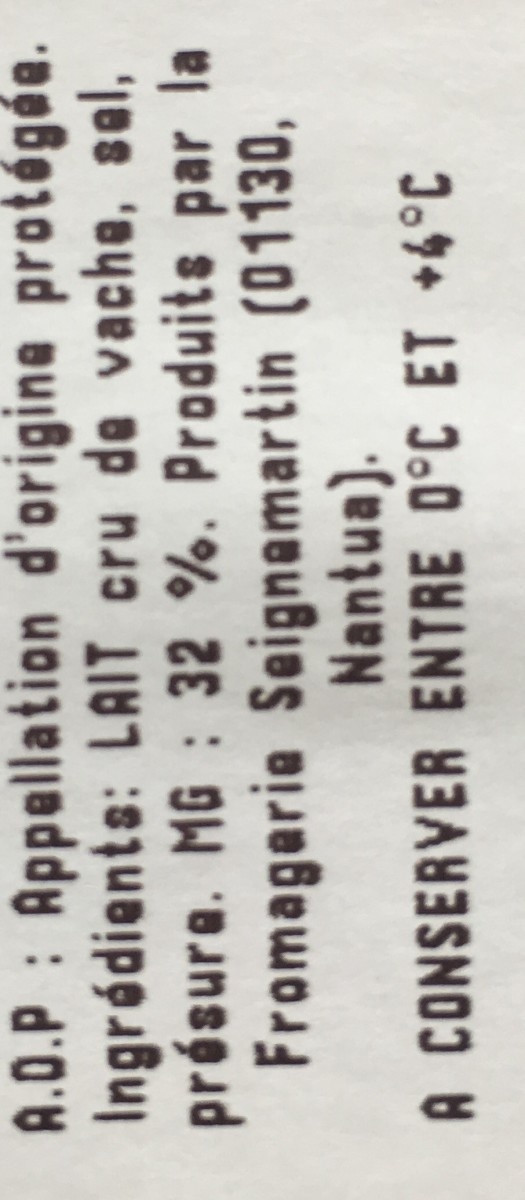 A.O.P : Appellation d'origine protégée.
Ingrédients: LAIT cru de vache, sel,
présure. MG : 32 %. Produits par la
Fromagerie Seignemartin (01130,
Nantua).
A CONSERVER ENTRE 0°C ET +4°C